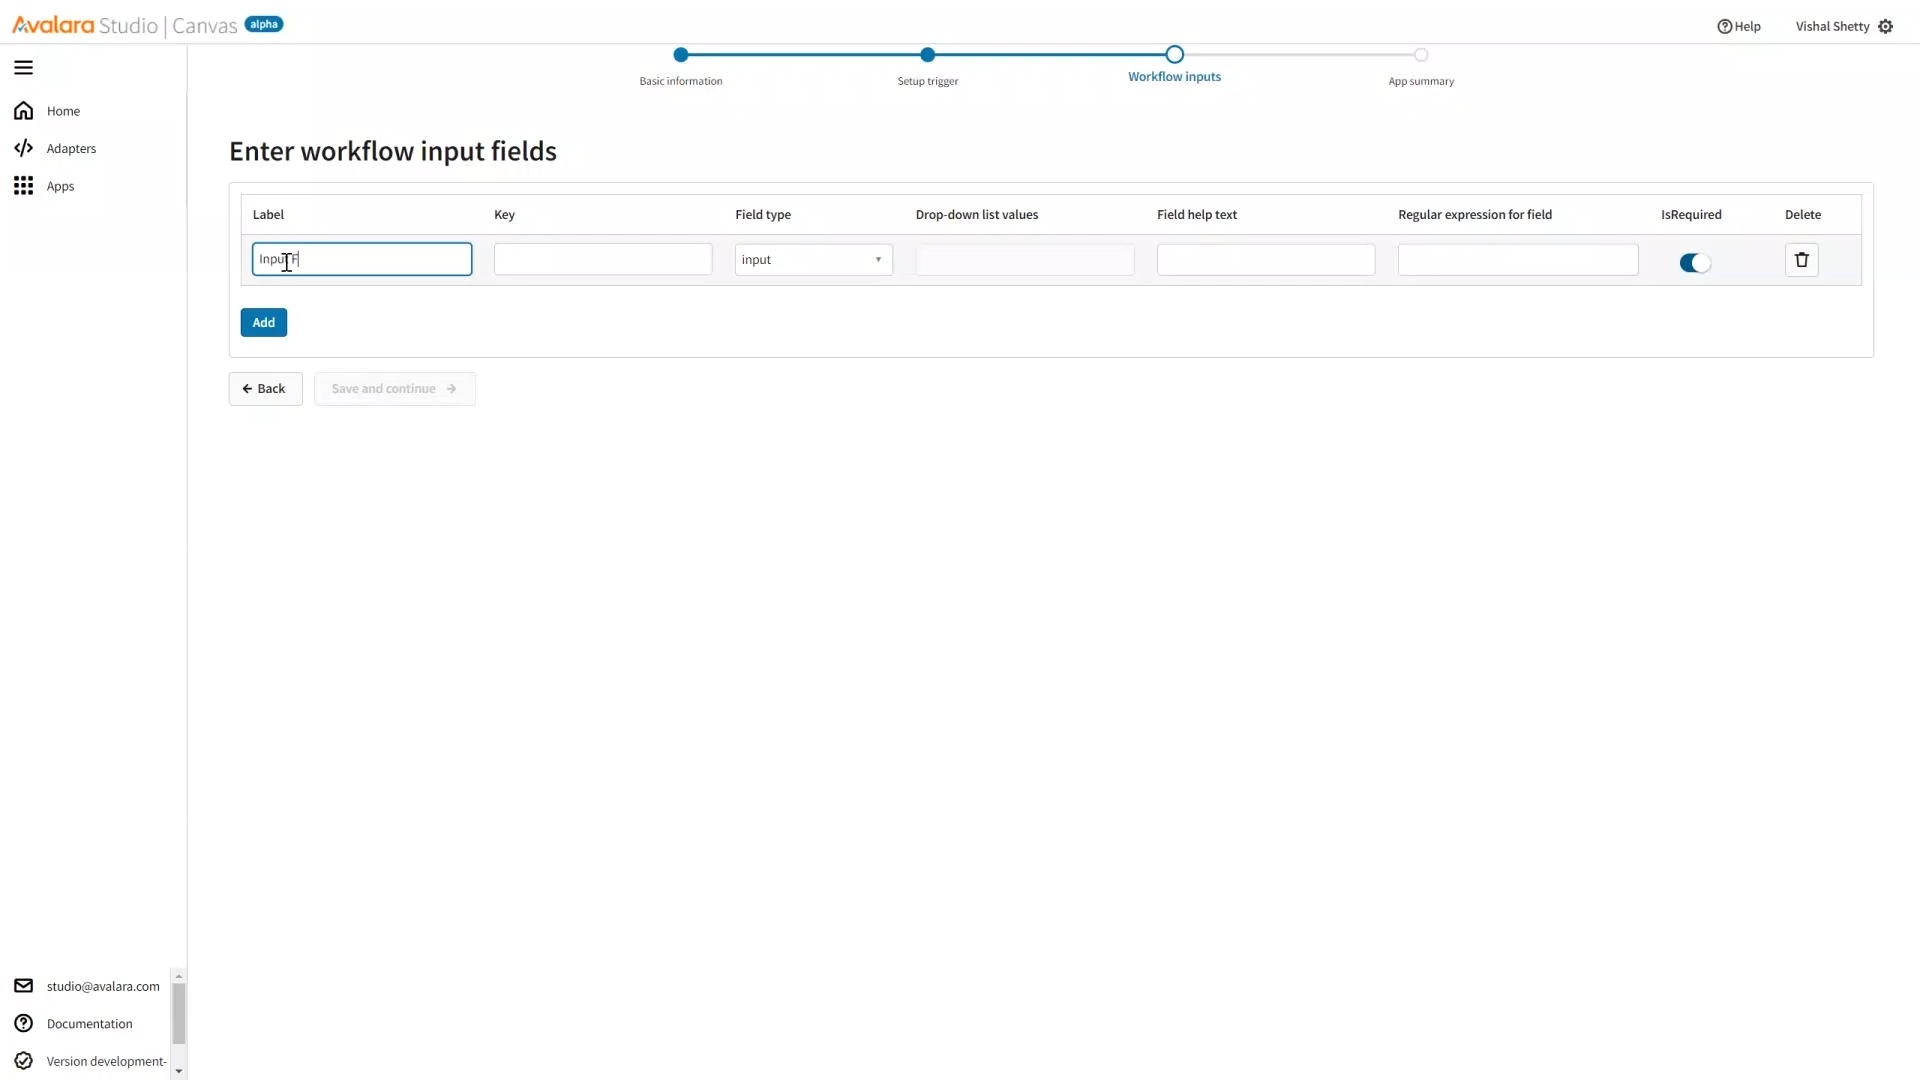 Avalara Studio | Canvas alpha
Help
Vishal Shetty
Basic information
Setup trigger
Workflow inputs
App summary
Home
Adapters
Apps
Enter workflow input fields
Label Key Field type Drop-down list values Field help text Regular expression for field IsRequired Delete
Input F
input
Add
Back
Save and continue
studio@avalara.com
Documentation
Version development-